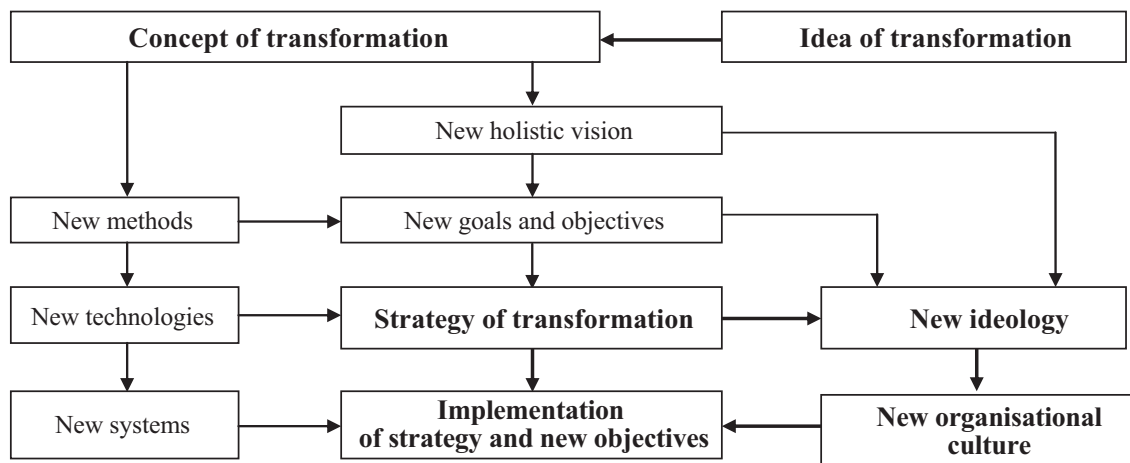 Concept of transformation
Idea of transformation
New holistic vision
New methods
New goals and objectives
New technologies
Strategy of transformation
New ideology
New systems
Implementation
of strategy and new objectives
New organisational
culture